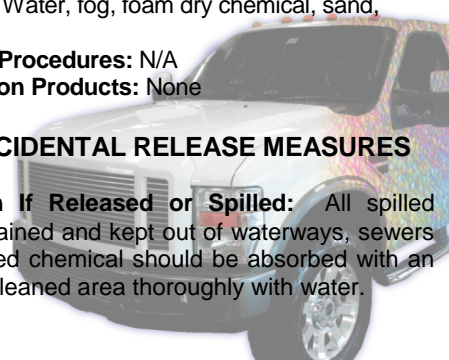 Water, fog, foam dry chemical, sand,
Procedures: N/A
on Products: None
CIDENTAL RELEASE MEASURES
If Released or Spilled: All spilled
ained and kept out of waterways, sewers
ed chemical should be absorbed with an
leaned area thoroughly with water.